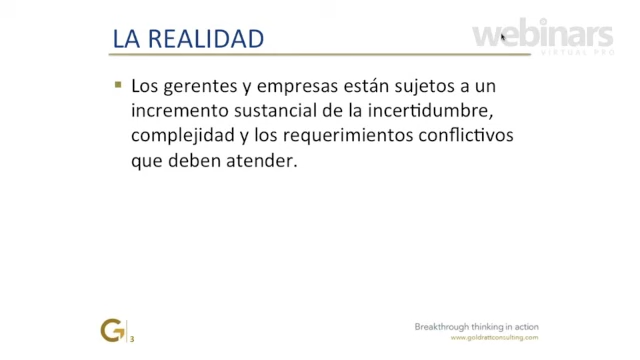 LA REALIDAD
webinars
VIRTUAL PRO
Los gerentes y empresas están sujetos a un
incremento sustancial de la incertidumbre,
complejidad y los requerimientos conflictivos
que deben atender.
G
3
Breakthrough thinking in action
www.goldrattconsulting.com